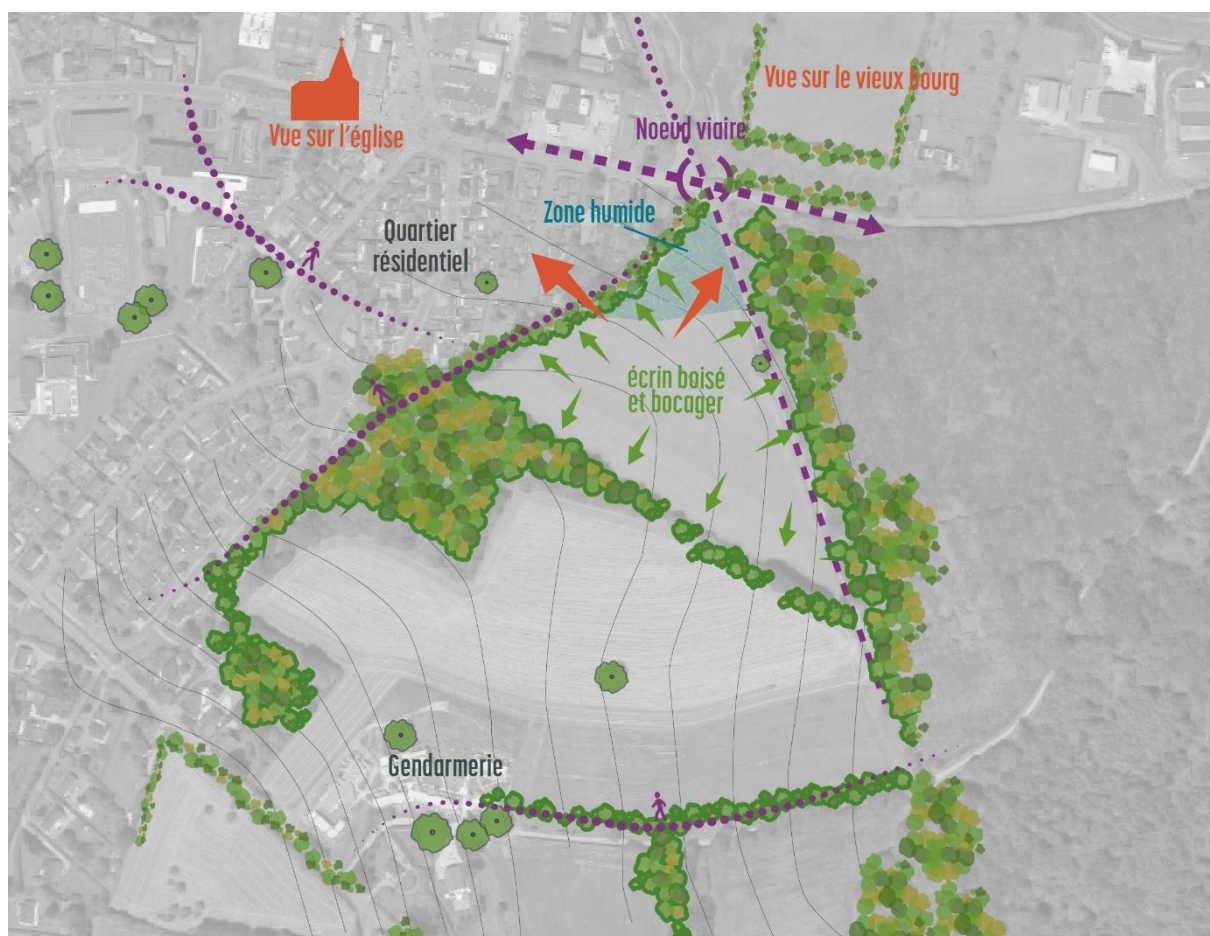 Vue sur le vieux bourg
Vue sur l'église
Noeud viaire
Zone humide
Quartier
résidentiel
écrin boisé
et bocager
Gendarmerie